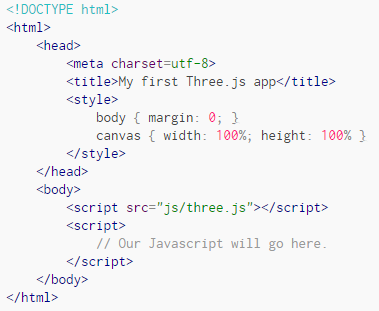 <!DOCTYPE html>
<html>
    <head>
        <meta charset=utf-8>
        <title>My first Three.js app</title>
        <style>
            body { margin: 0; }
            canvas { width: 100%; height: 100% }
        </style>
    </head>
    <body>
        <script src="js/three.js"></script>
        <script>
            // Our Javascript will go here.
        </script>
    </body>
</html>